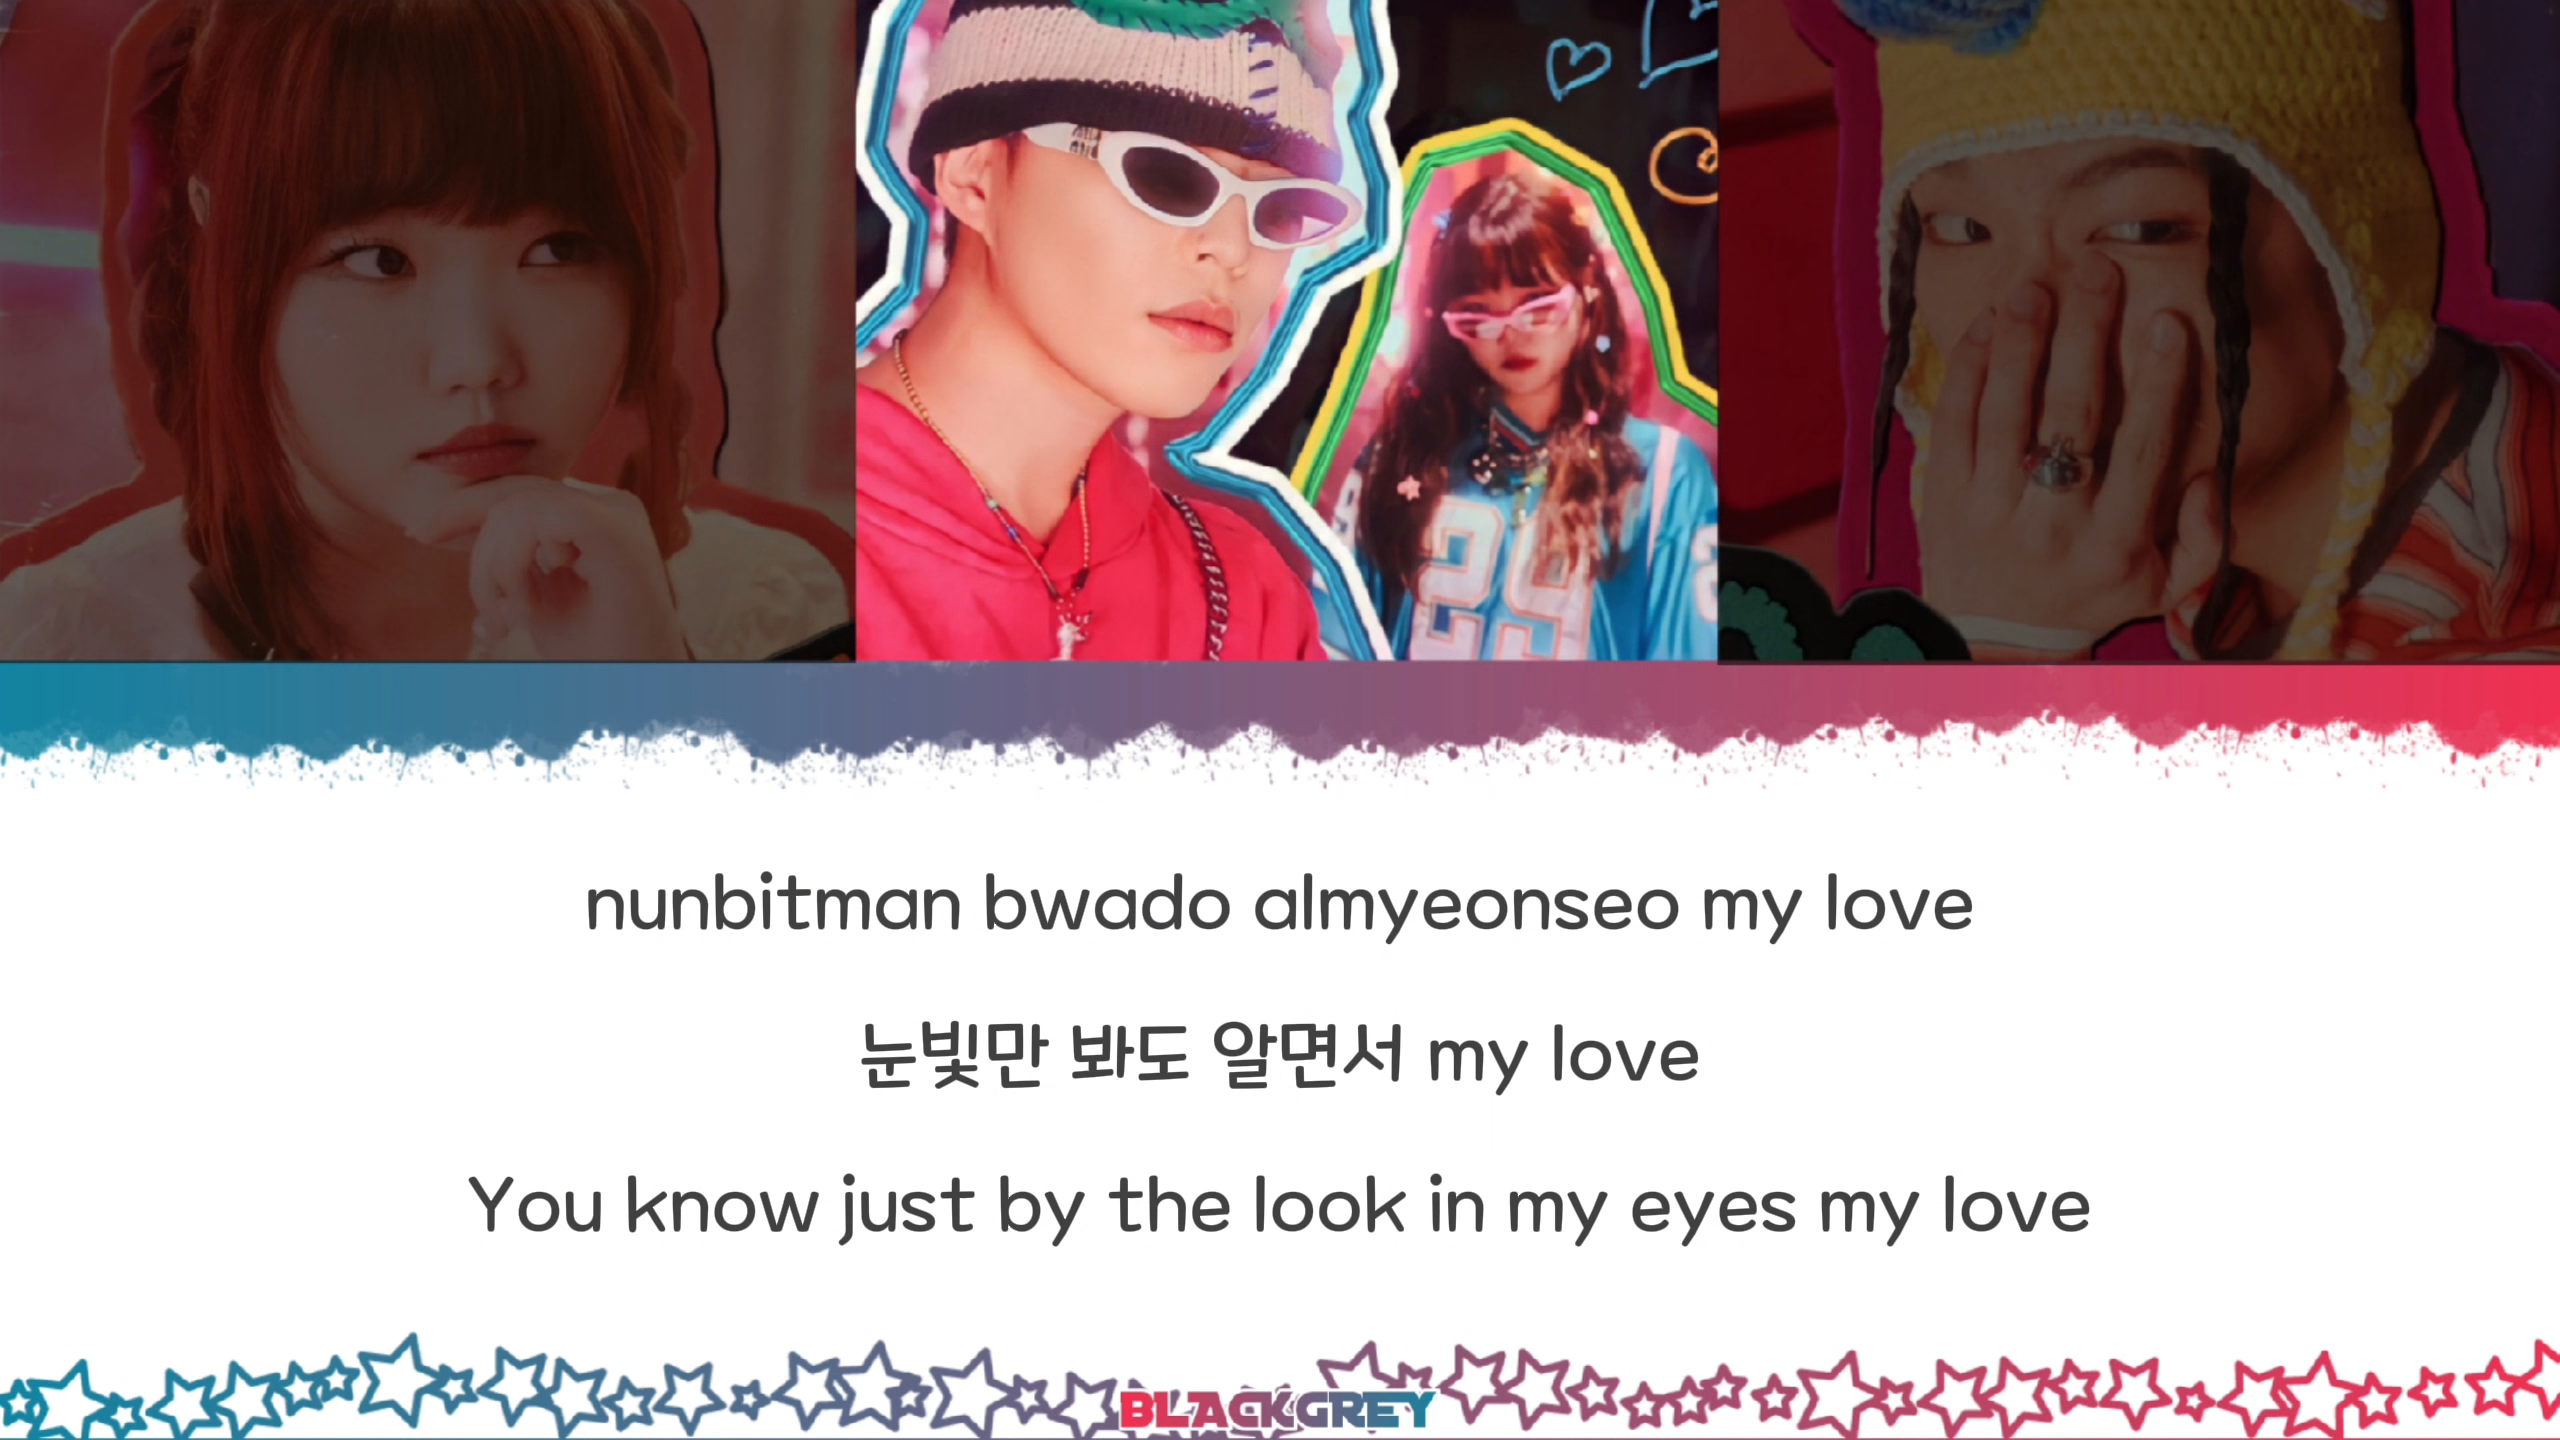 29
nunbitman bwado almyeonseo my love
눈빛만 봐도 알면서 my love
You know just by the look in my eyes my love
BLACKGREY